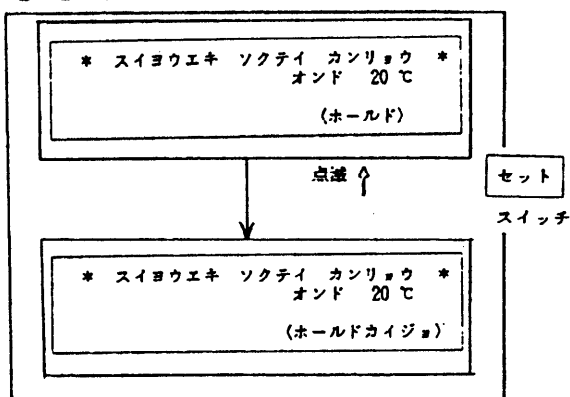 * スイヨウエキ ソクテイ カンリョウ *
オンド 20 ℃
(ホールド)
点滅
セット
スイッチ
* スイヨウエキ ソクテイ カンリョウ *
オンド 20 ℃
(ホールドカイジョ)